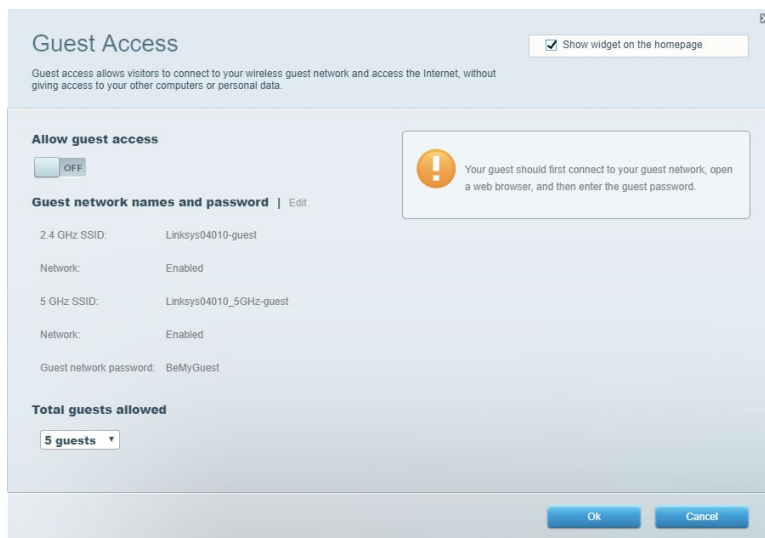 Guest Access
Show widget on the homepage
Guest access allows visitors to connect to your wireless guest network and access the Internet, without
giving access to your other computers or personal data.
Allow guest access
OFF
Your guest should first connect to your guest network, open
a web browser, and then enter the guest password.
Guest network names and password | Edit
2.4 GHz SSID: Linksys04010-guest
Network: Enabled
5 GHz SSID: Linksys04010_5GHz-guest
Network: Enabled
Guest network password: BeMyGuest
Total guests allowed
5 guests
Ok Cancel